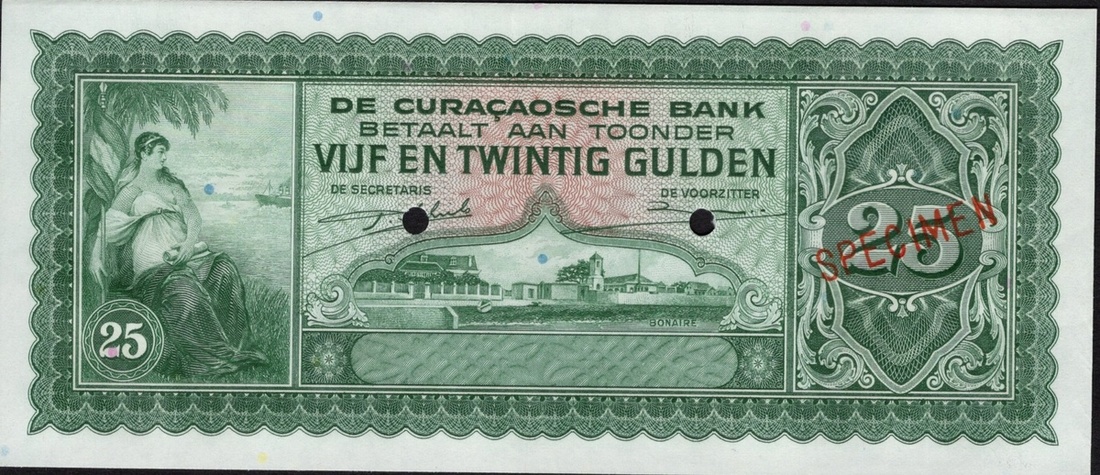 DE CURAÇAOSCHE BANK
BETAALT AAN TOONDER
VIJF EN TWINTIG GULDEN
DE SECRETARIS DE VOORZITTER
25
SPECIMEN
BONAIRE
25